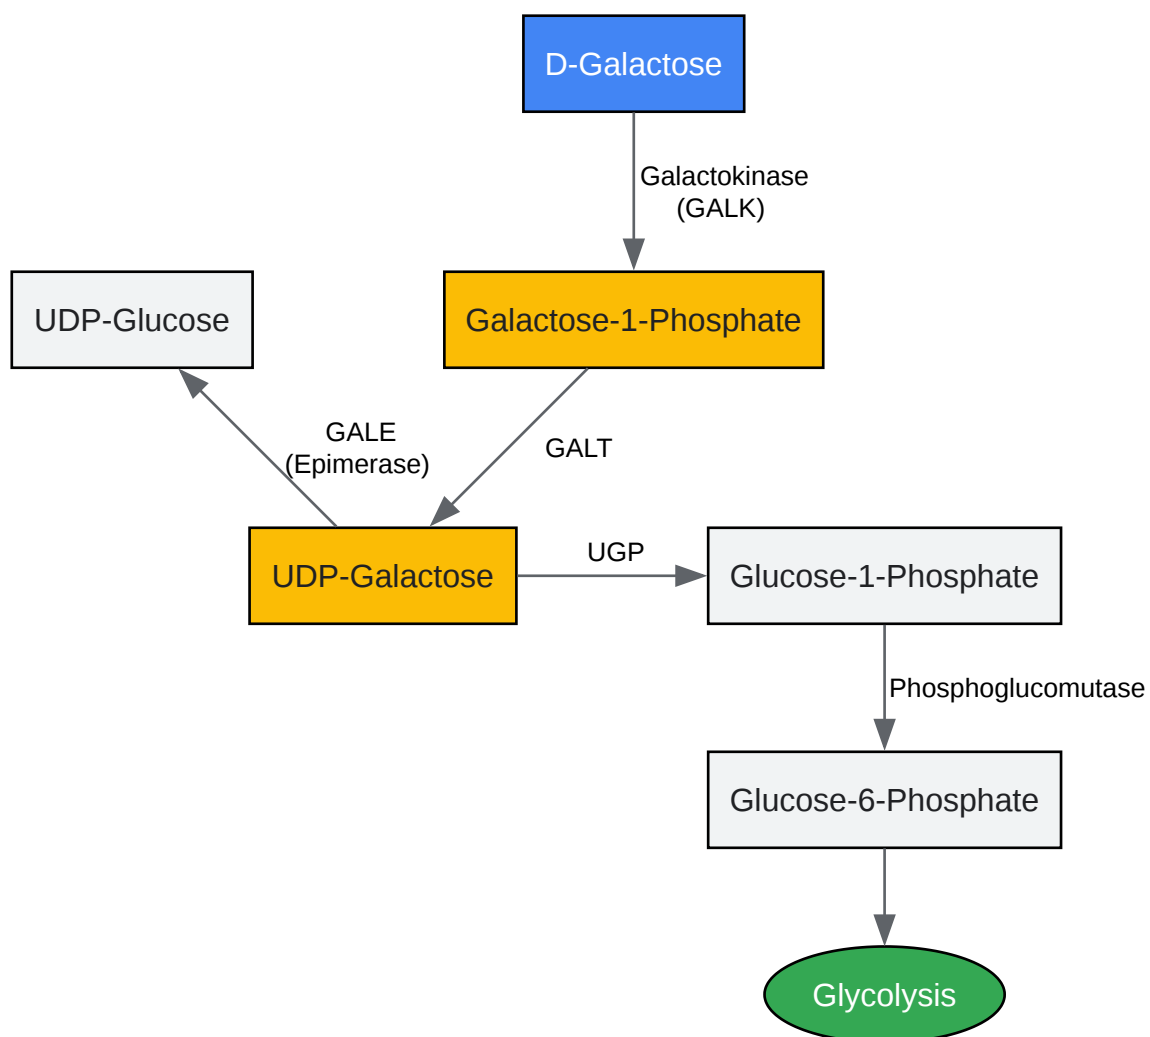 D-Galactose
Galactokinase
(GALK)
UDP-Glucose
Galactose-1-Phosphate
GALE
(Epimerase)
GALT
UDP-Galactose
UGP
Glucose-1-Phosphate
Phosphoglucomutase
Glucose-6-Phosphate
Glycolysis